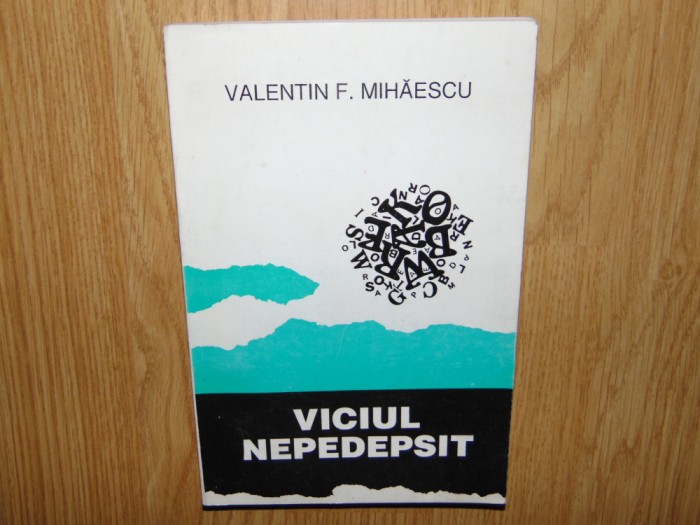 VALENTIN F. MIHĂESCU
VICIUL
NEPEDEPSIT